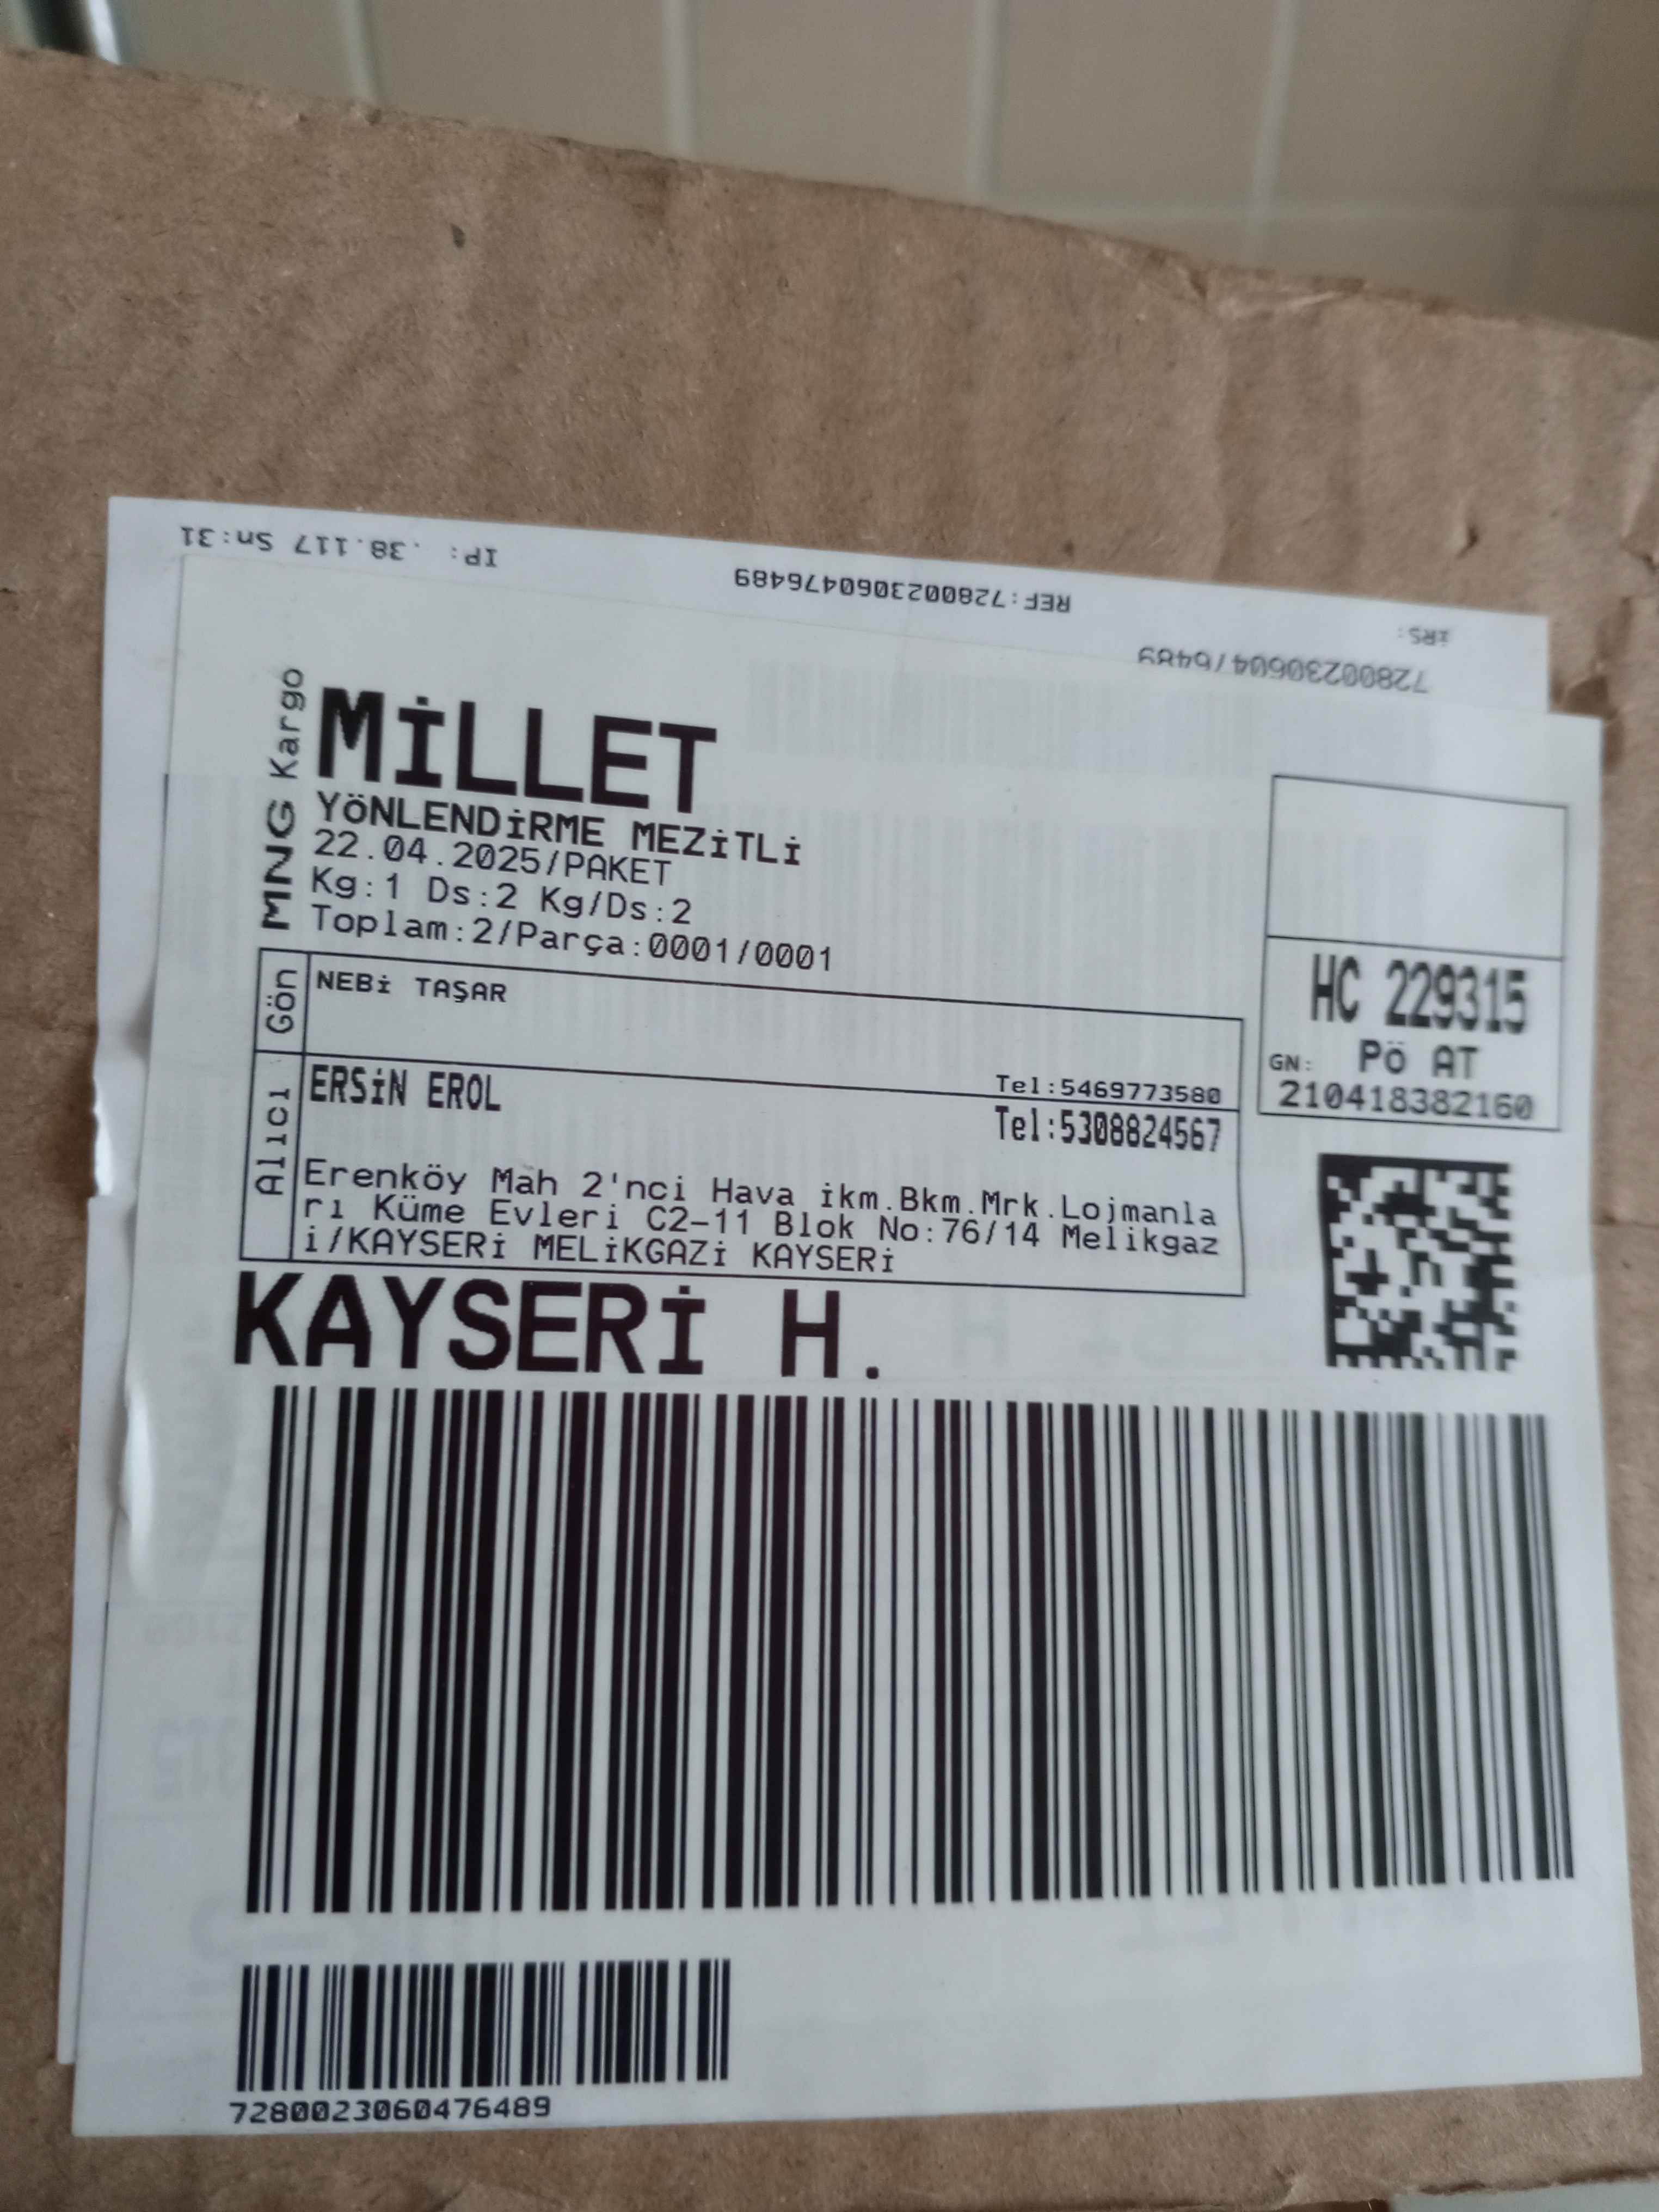 IP: .38.117 Sn:31
REF:7280023060476489
İRS:
7280023060476489
MNG Kargo
MİLLET
YÖNLENDİRME MEZİTLİ
22.04.2025/PAKET
Kg:1 Ds:2 Kg/Ds:2
Toplam:2/Parça:0001/0001
Gön
NEBİ TAŞAR
Tel:5469773580
Alıcı
ERSİN EROL
Tel:5308824567
Erenköy Mah 2'nci Hava İkm.Bkm.Mrk.Lojmanla
rı Küme Evleri C2-11 Blok No:76/14 Melikgaz
i/KAYSERİ MELİKGAZİ KAYSERİ
HC 229315
GN: PÖ AT
210418382160
KAYSERİ H.
7280023060476489